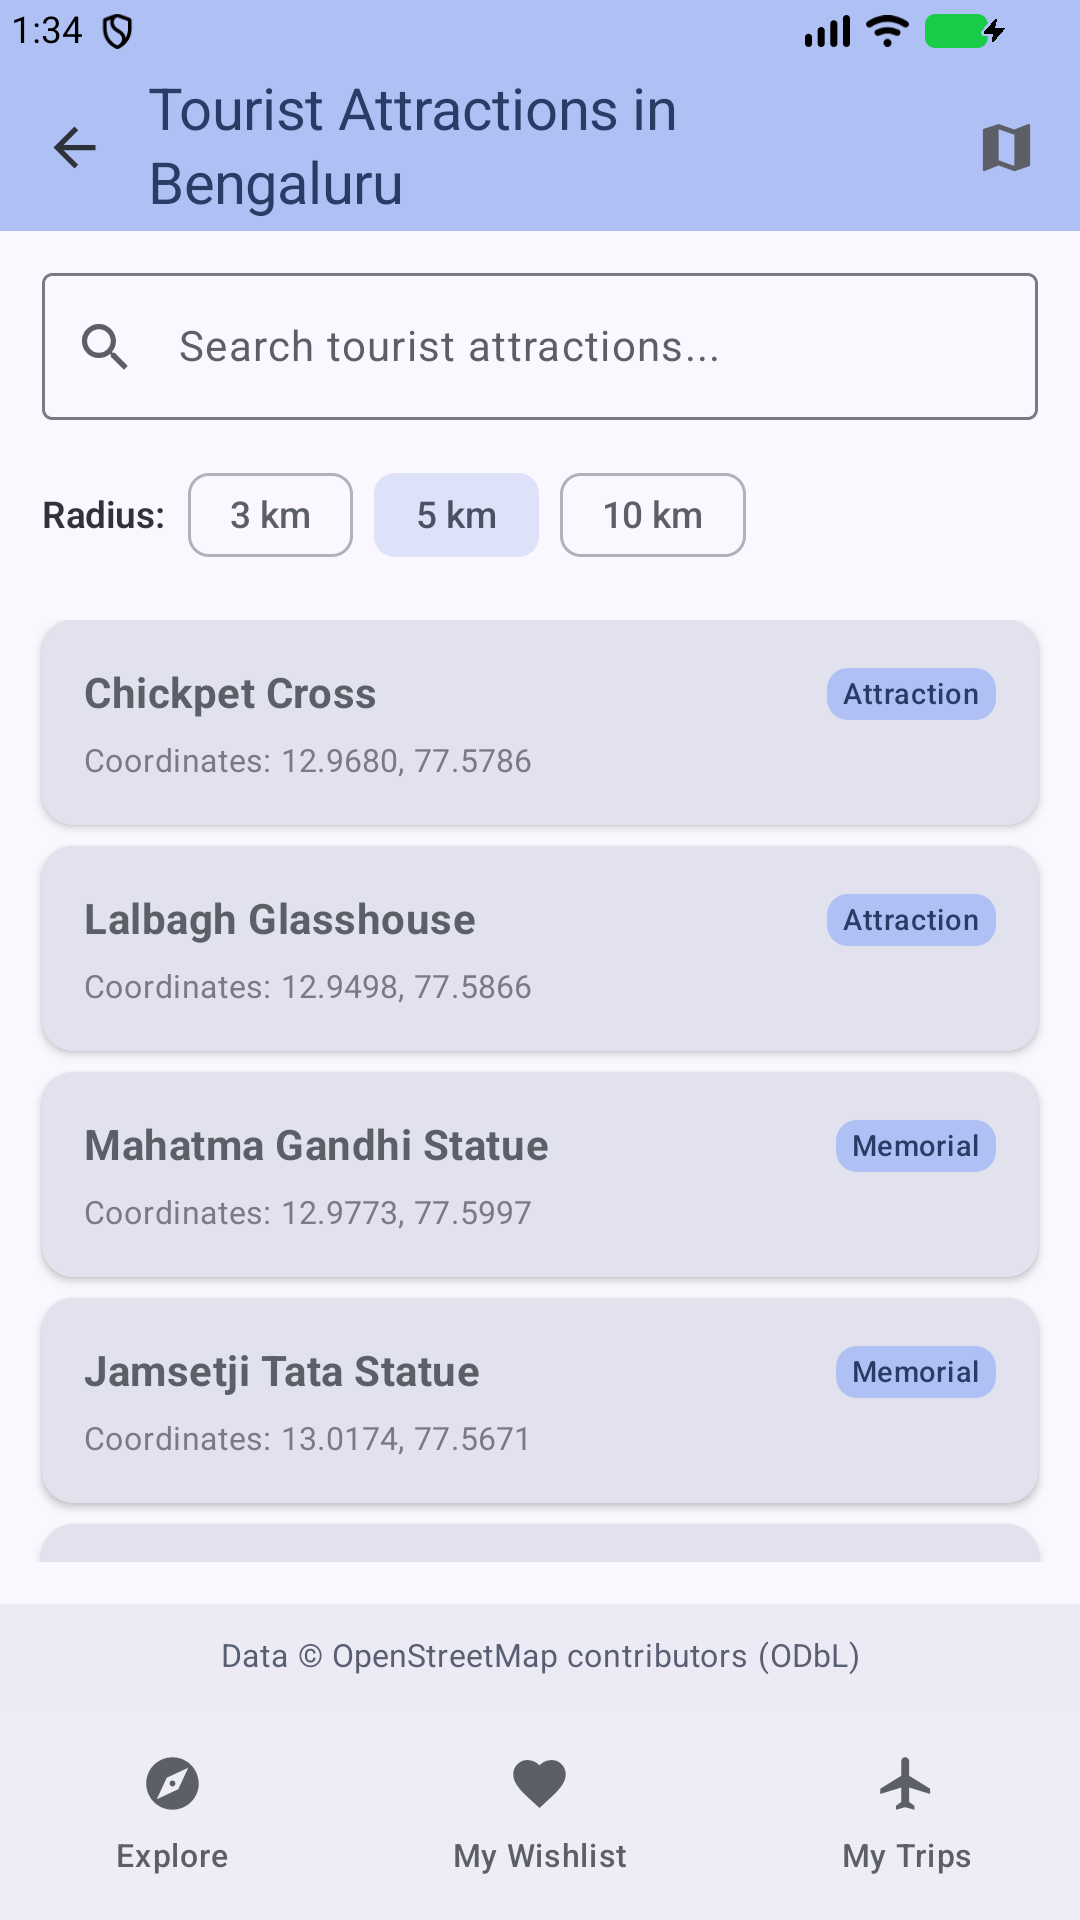 1:34
Tourist Attractions in
Bengaluru
Search tourist attractions...
Radius: 3 km 5 km 10 km
Chickpet Cross Attraction
Coordinates: 12.9680, 77.5786
Lalbagh Glasshouse Attraction
Coordinates: 12.9498, 77.5866
Mahatma Gandhi Statue Memorial
Coordinates: 12.9773, 77.5997
Jamsetji Tata Statue Memorial
Coordinates: 13.0174, 77.5671
Data © OpenStreetMap contributors (ODbL)
Explore My Wishlist My Trips